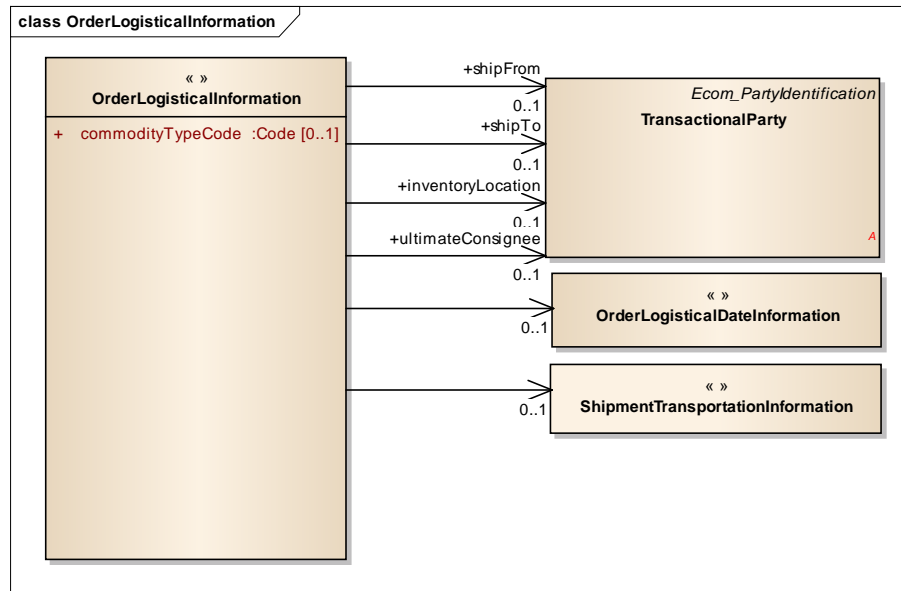 class OrderLogisticalInformation
« »
OrderLogisticalInformation
+ commodityTypeCode :Code [0..1]
+shipFrom
0..1
+shipTo
0..1
+inventoryLocation
0..1
+ultimateConsignee
0..1
0..1
0..1
Ecom_PartyIdentification
TransactionalParty
A
« »
OrderLogisticalDateInformation
« »
ShipmentTransportationInformation